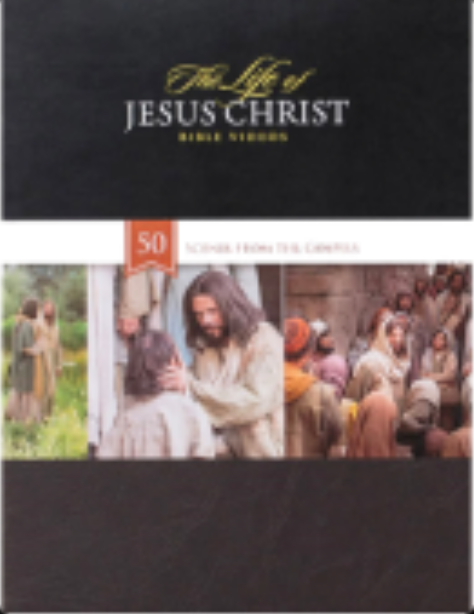 The Life of
JESUS CHRIST
BIBLE VIDEOS
50
SCENES FROM THE GOSPELS